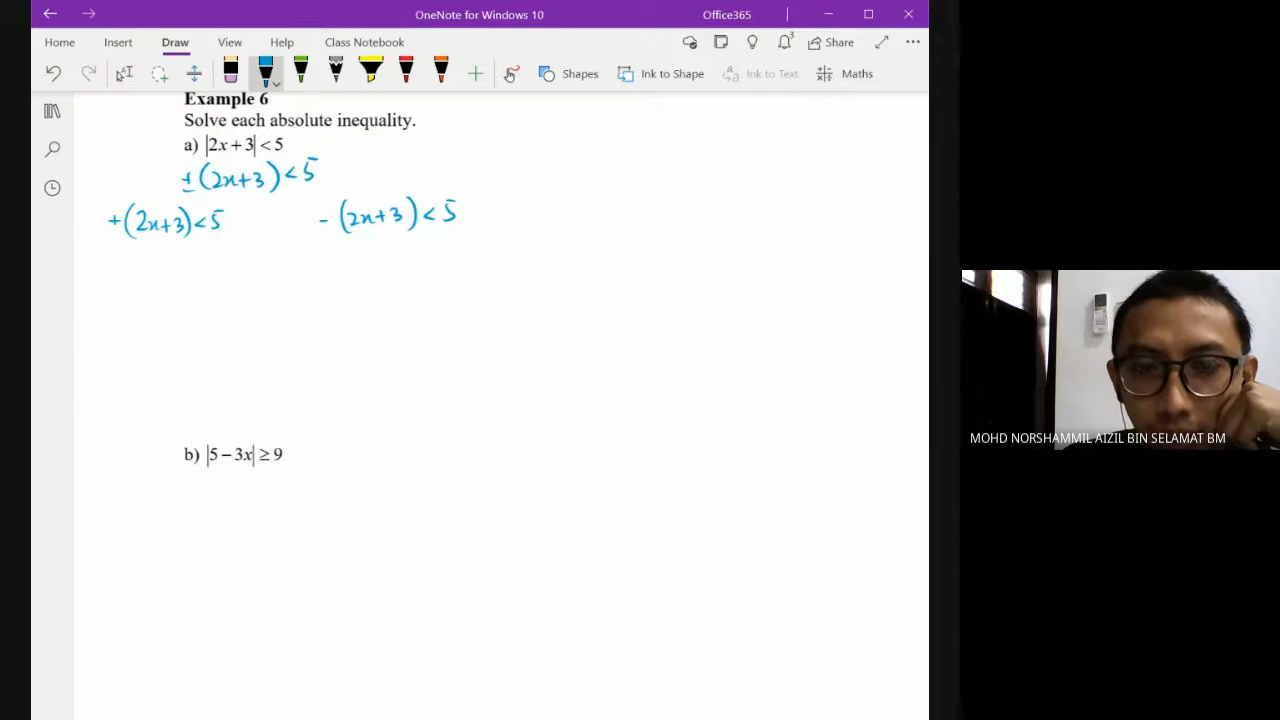 OneNote for Windows 10
Office365
Home Insert Draw View Help Class Notebook
3
Share
Shapes
Ink to Shape
Ink to Text
Maths
Example 6
Solve each absolute inequality.
a) |2x + 3| < 5
± (2x+3) < 5
+(2x+3) < 5
- (2x+3) < 5
b) |5 − 3x| ≥ 9
MOHD NORSHAMMIL AIZIL BIN SELAMAT BM